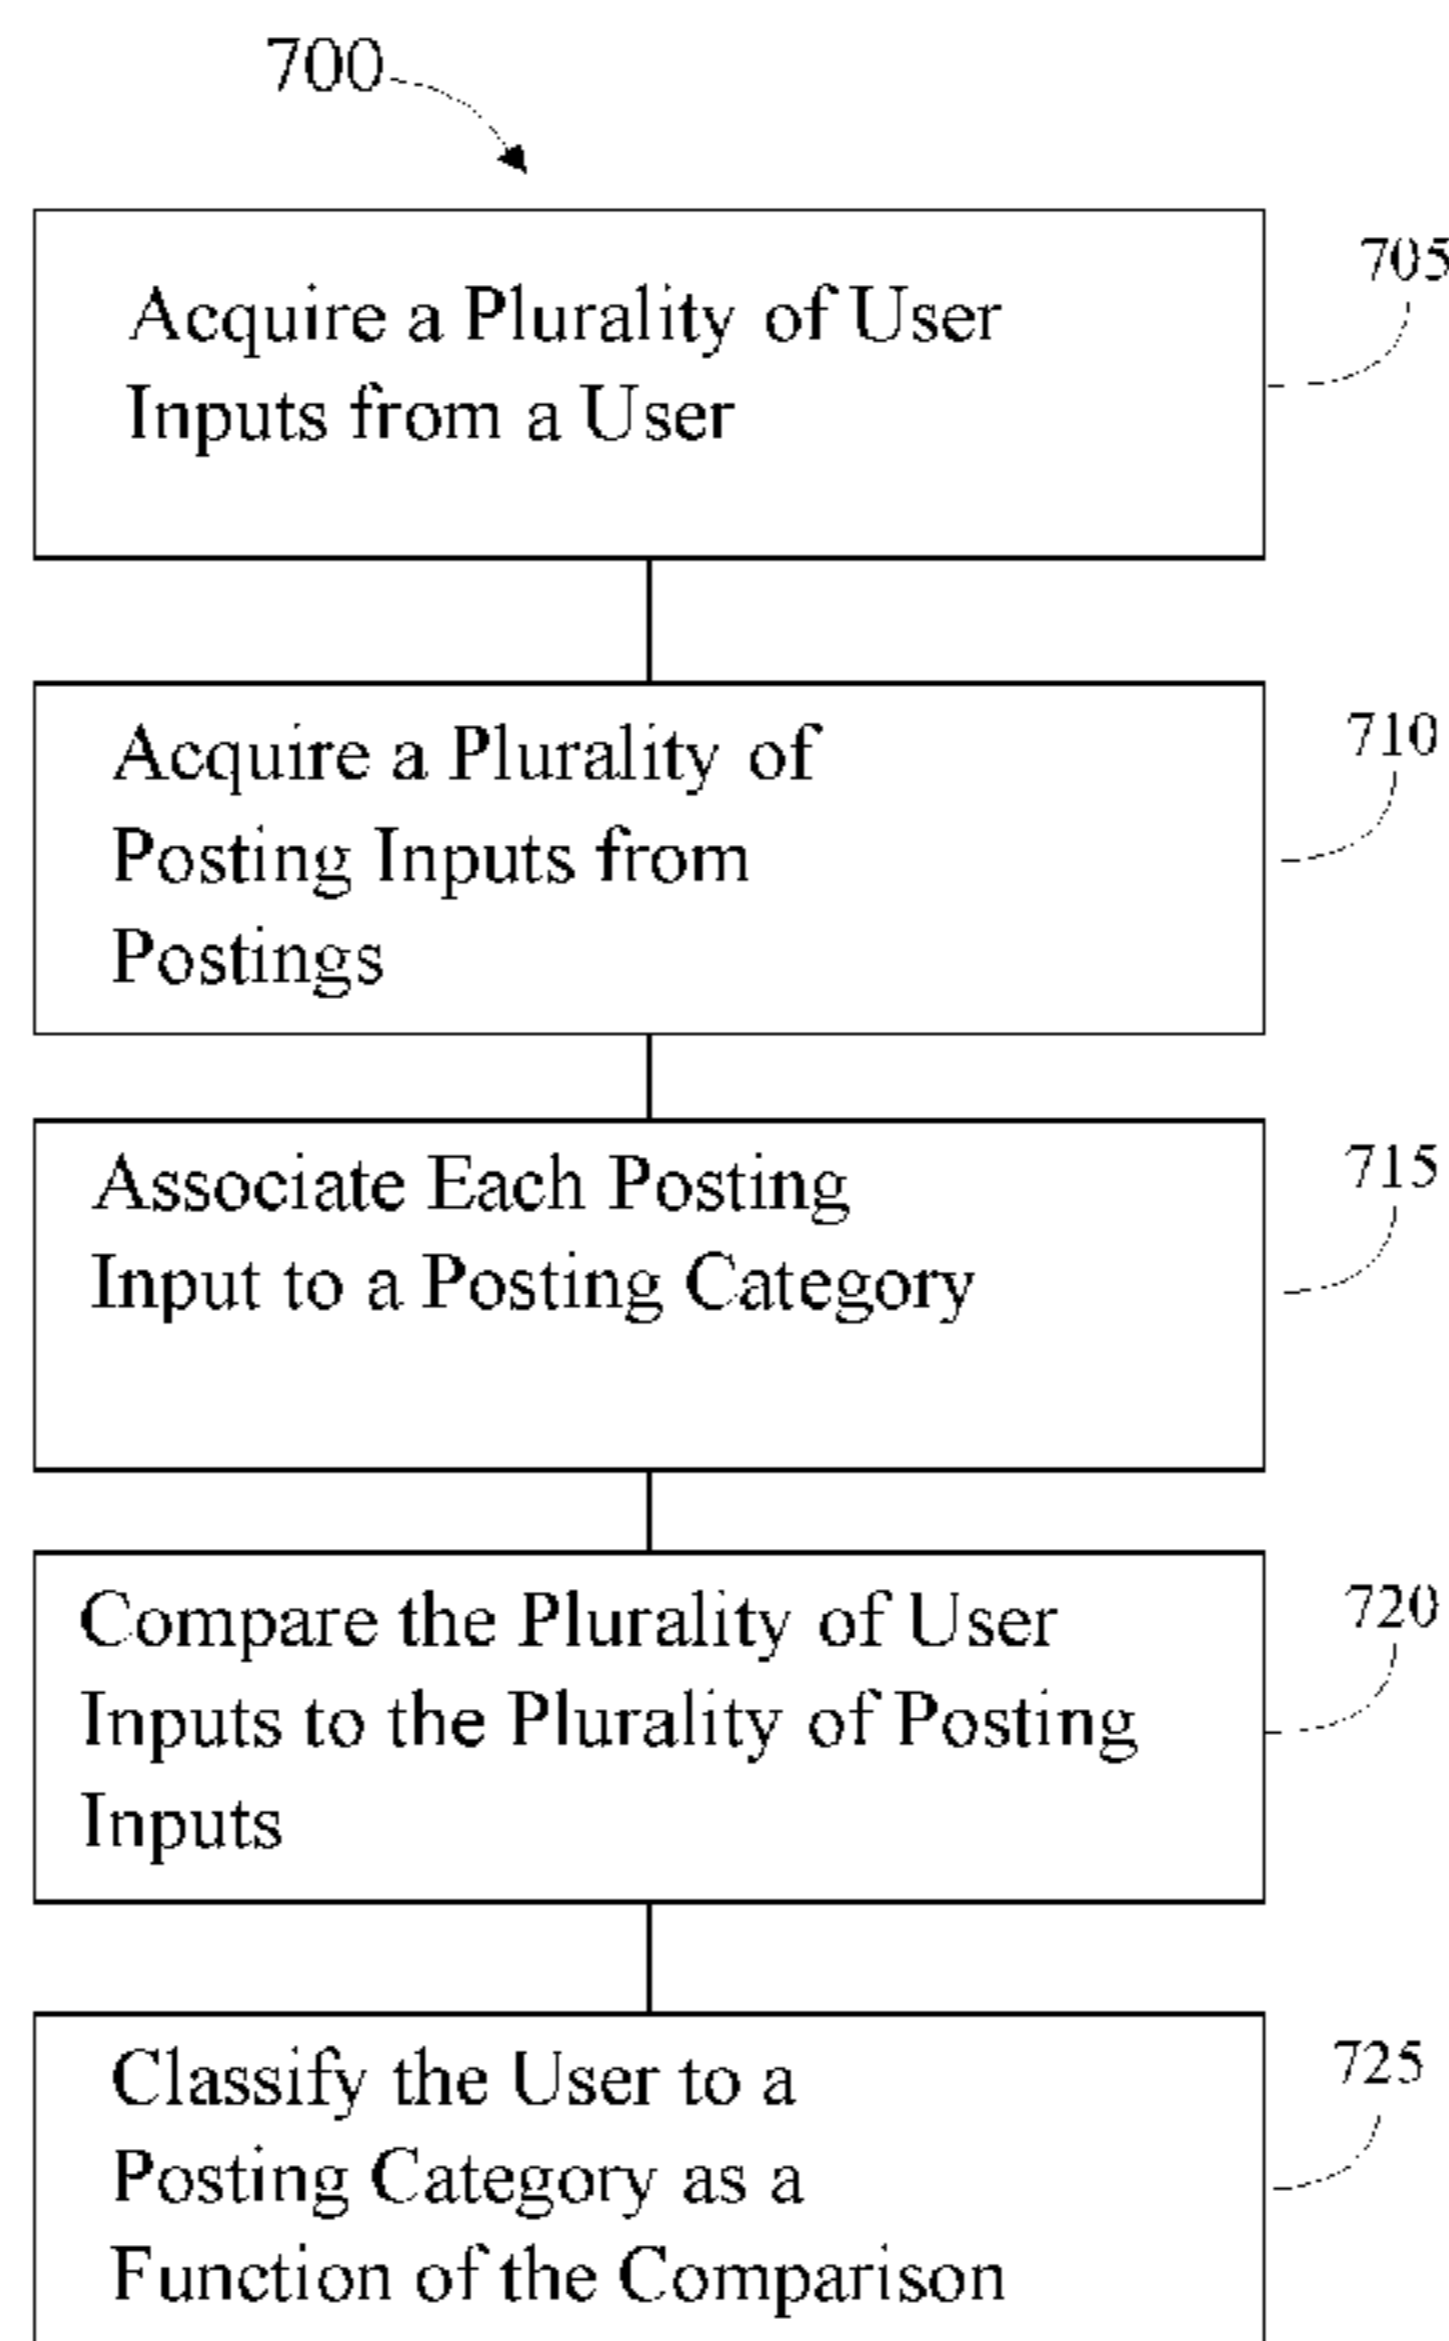 700
705
Acquire a Plurality of User
Inputs from a User
710
Acquire a Plurality of
Posting Inputs from
Postings
715
Associate Each Posting
Input to a Posting Category
720
Compare the Plurality of User
Inputs to the Plurality of Posting
Inputs
725
Classify the User to a
Posting Category as a
Function of the Comparison